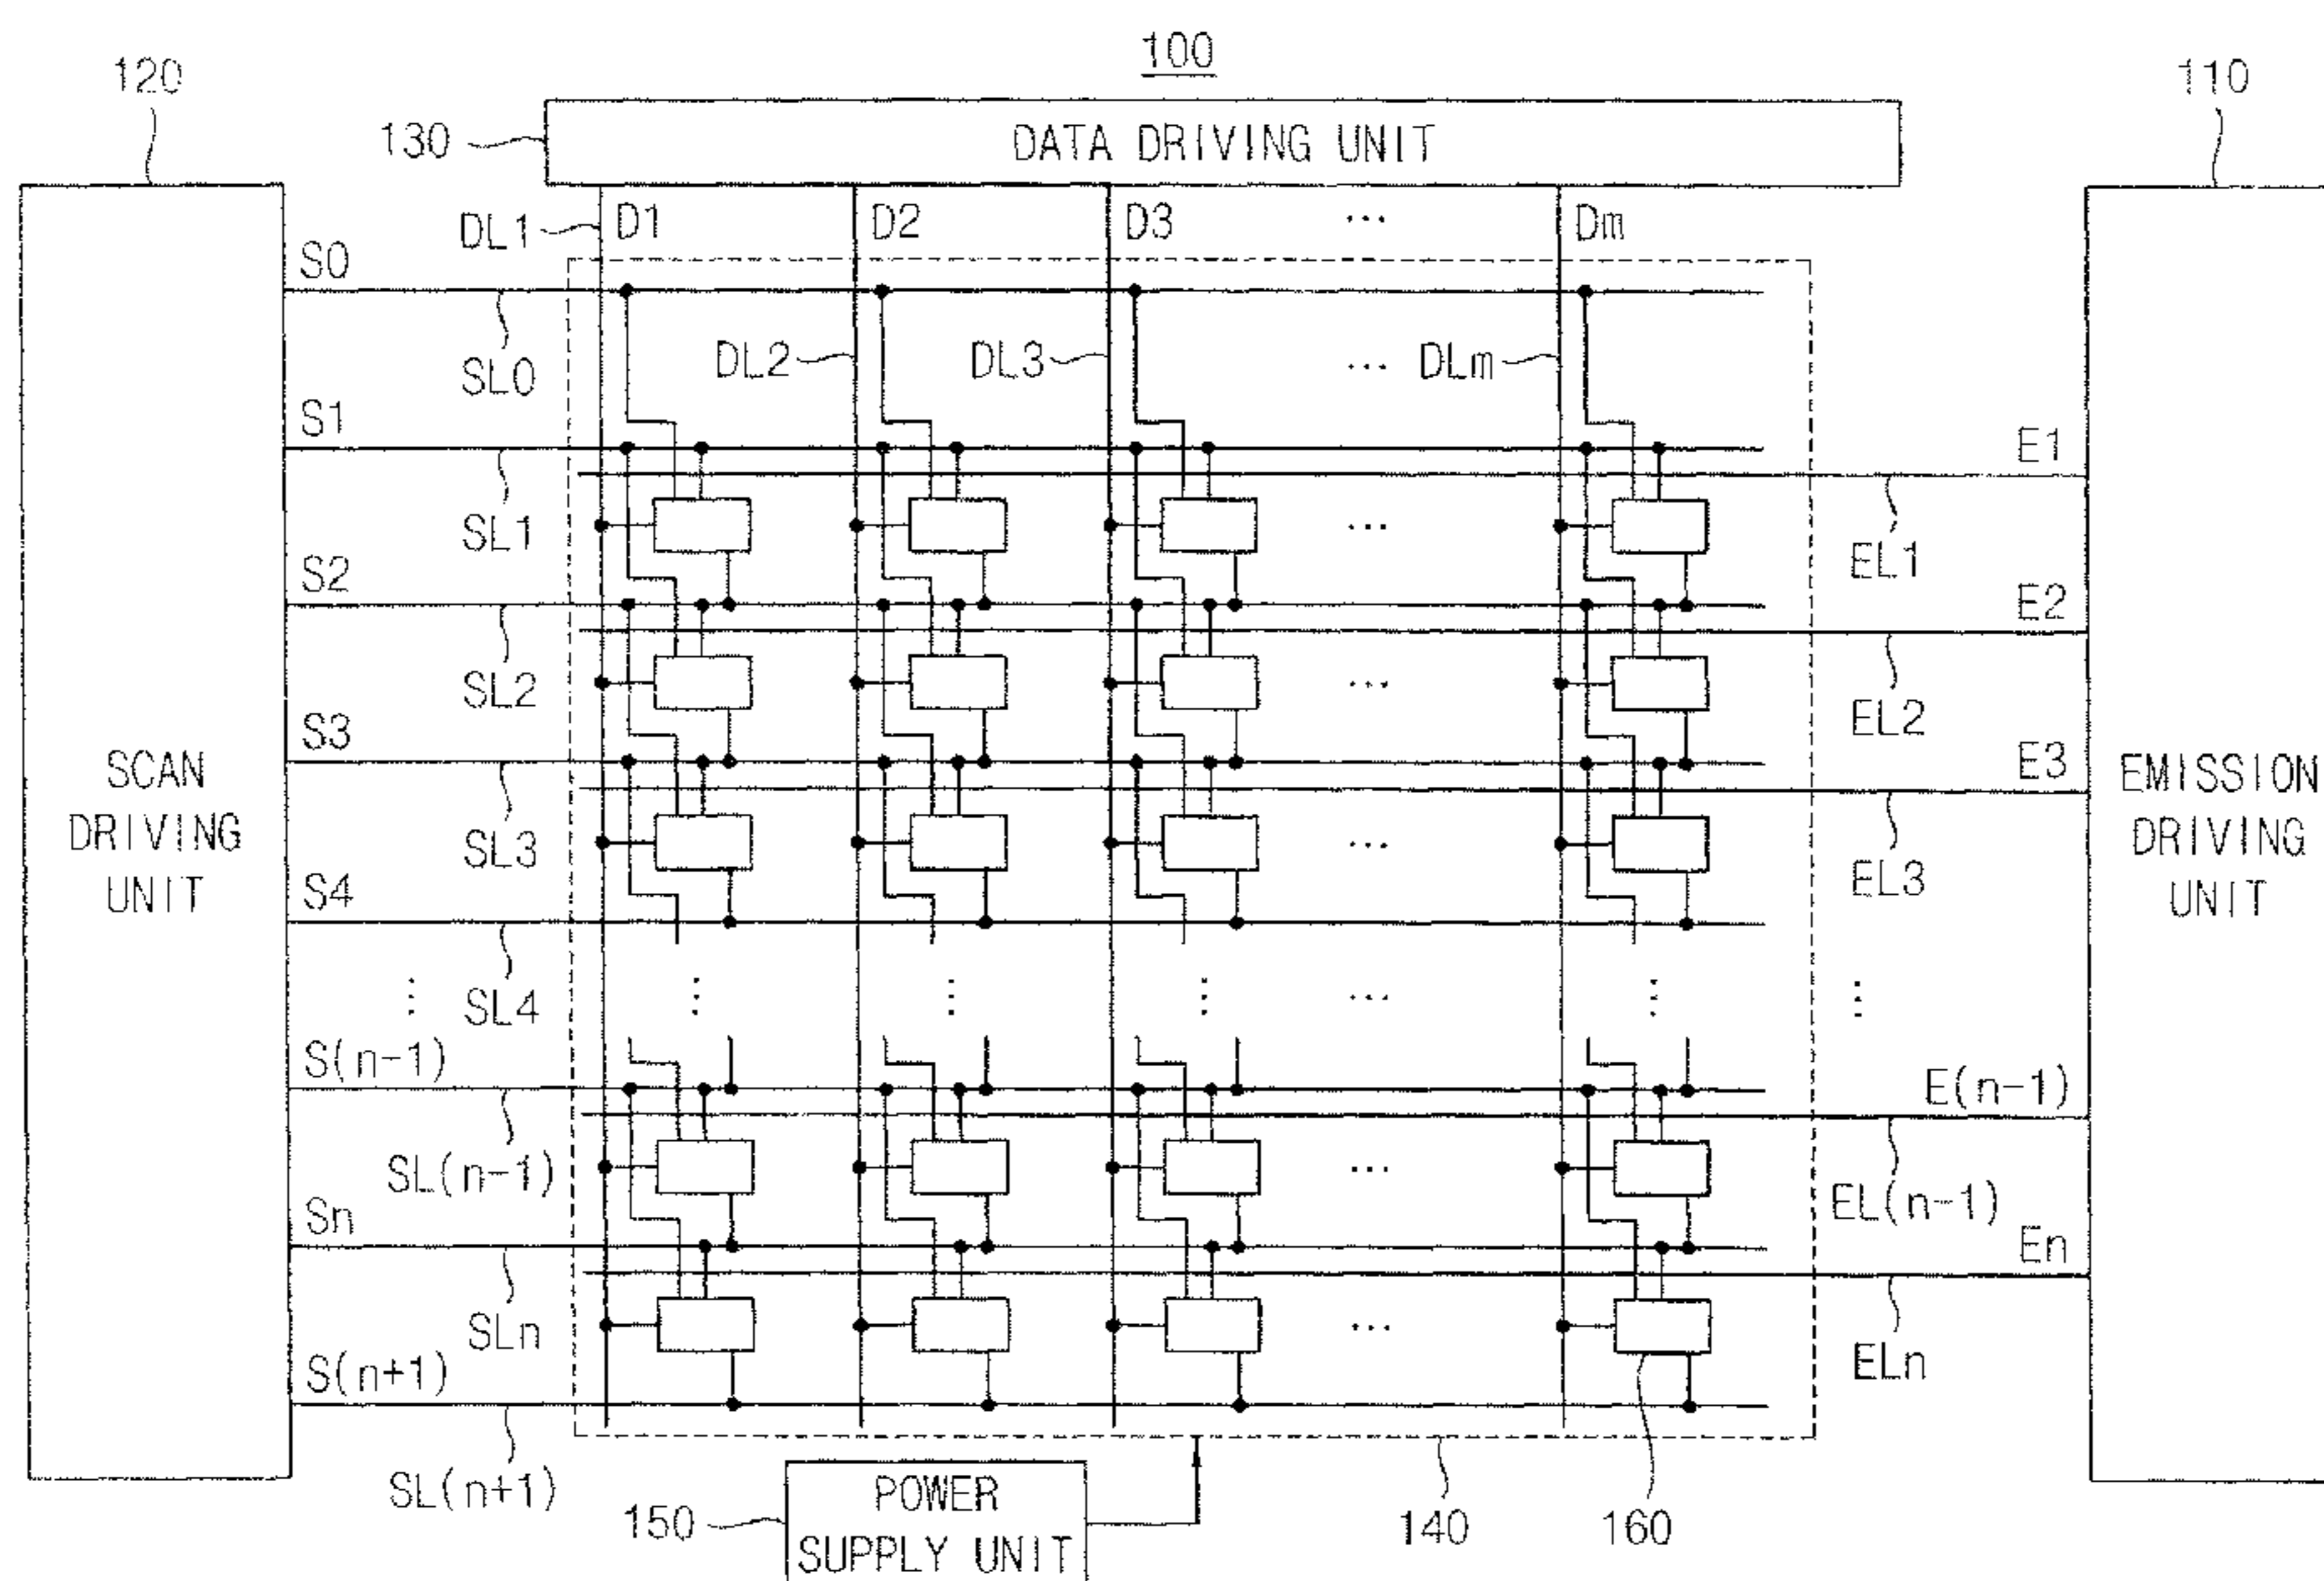 100
120
110
130
DATA DRIVING UNIT
DL1
D1
D2
D3
...
Dm
S0
SL0
DL2
DL3
...
DLm
S1
E1
SL1
...
EL1
S2
E2
SL2
...
EL2
S3
E3
SCAN
DRIVING
UNIT
EMISSION
DRIVING
UNIT
SL3
...
EL3
S4
SL4
...
S(n-1)
E(n-1)
SL(n-1)
...
EL(n-1)
Sn
En
SLn
...
ELn
S(n+1)
SL(n+1)
150
POWER
SUPPLY UNIT
140
160